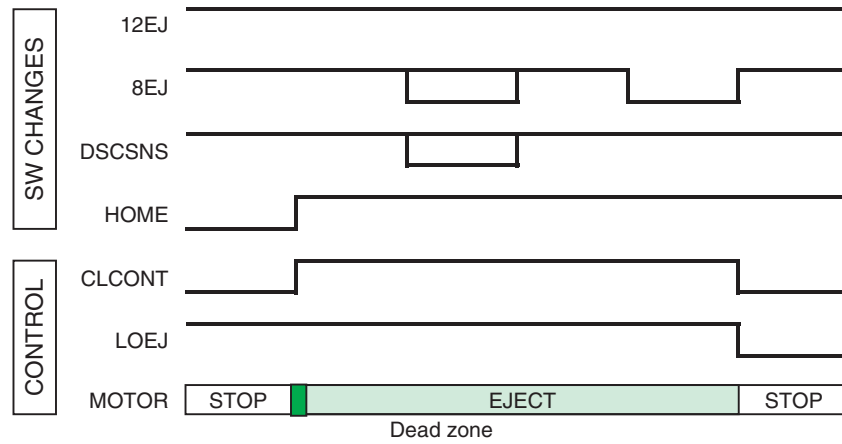 SW CHANGES
12EJ
8EJ
DSCSNS
HOME
CONTROL
CLCONT
LOEJ
MOTOR STOP EJECT STOP
Dead zone